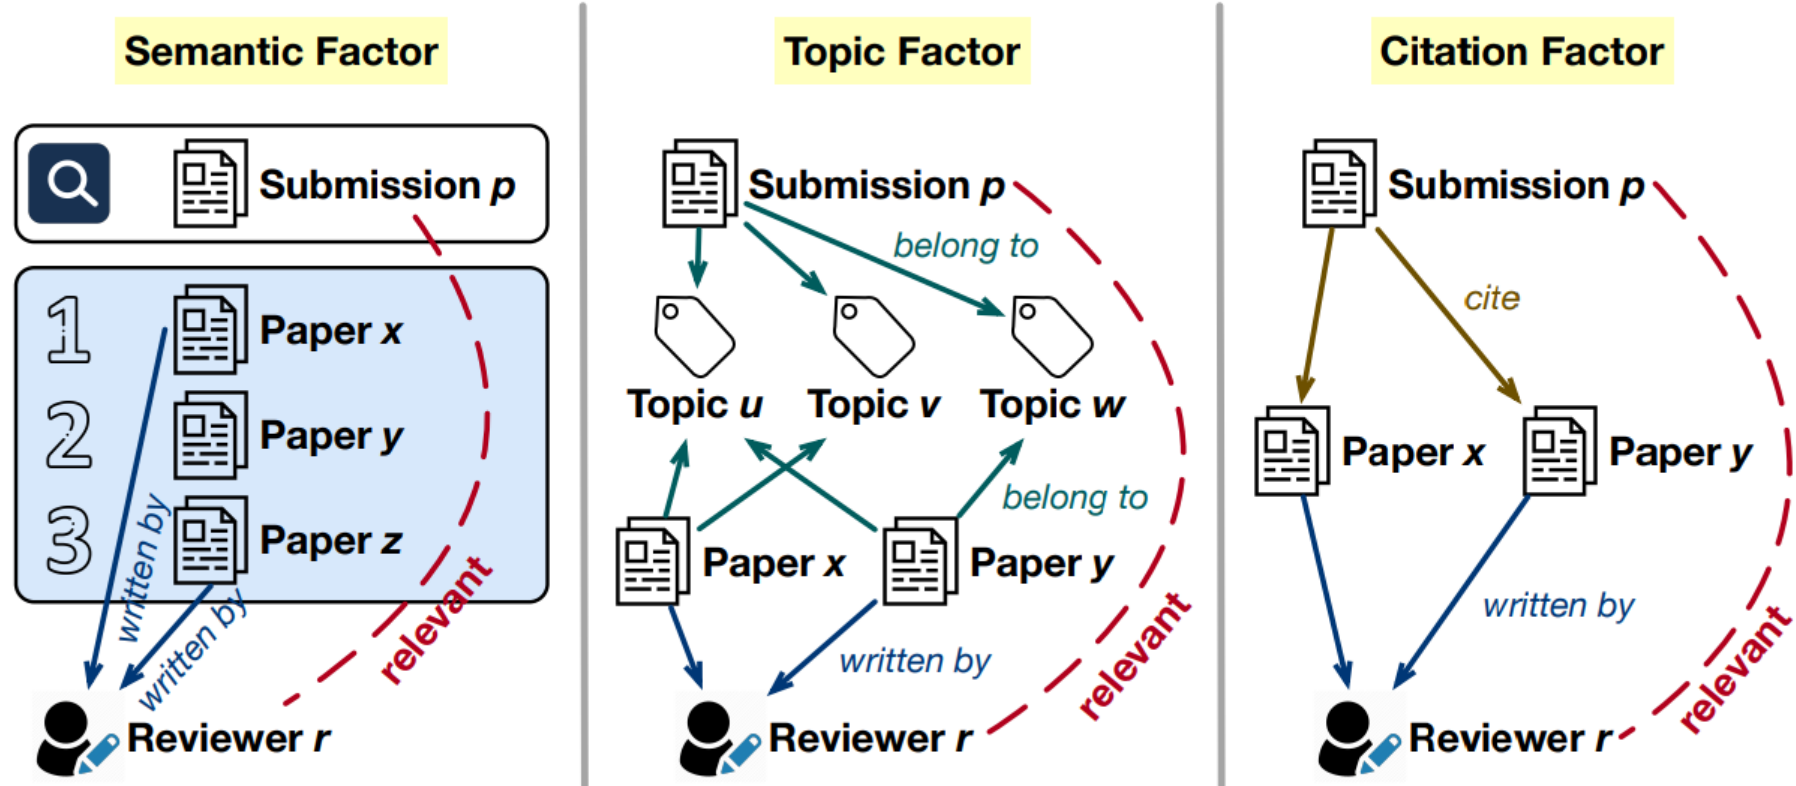 Semantic Factor
Submission p
1 Paper x
2 Paper y
3 Paper z
written by
written by
relevant
Reviewer r
Topic Factor
Submission p
belong to
Topic u Topic v Topic w
belong to
Paper x Paper y
written by
relevant
Reviewer r
Citation Factor
Submission p
cite
Paper x Paper y
written by
relevant
Reviewer r